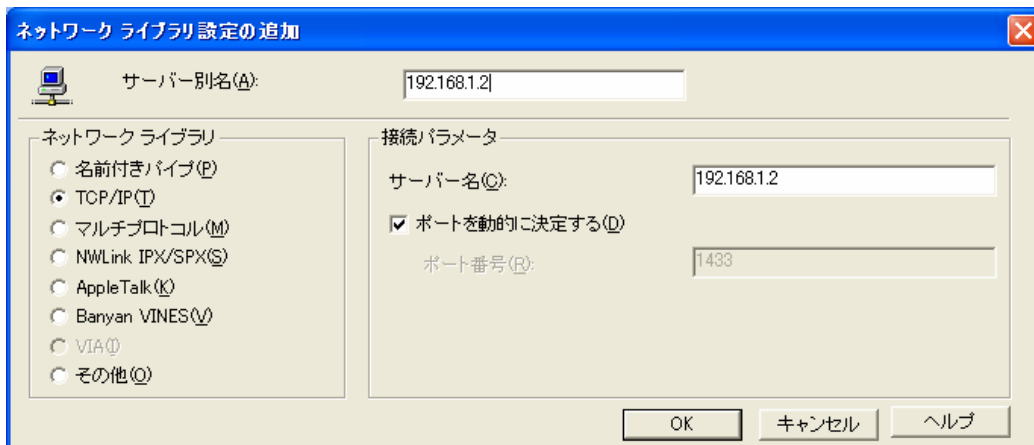 ネットワーク ライブラリ設定の追加
サーバー別名(A):
192.168.1.2
ネットワーク ライブラリ
名前付きパイプ(P)
TCP/IP(T)
マルチプロトコル(M)
NWLink IPX/SPX(S)
AppleTalk(K)
Banyan VINES(V)
VIA(I)
その他(O)
接続パラメータ
サーバー名(C):
192.168.1.2
ポートを動的に決定する(D)
ポート番号(R):
1433
OK
キャンセル
ヘルプ